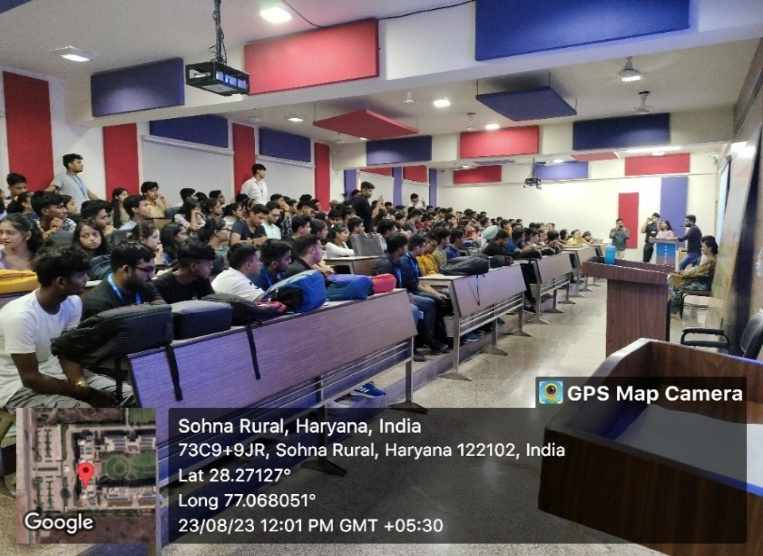 GPS Map Camera
Sohna Rural, Haryana, India
73C9+9JR, Sohna Rural, Haryana 122102, India
Lat 28.27127°
Long 77.068051°
23/08/23 12:01 PM GMT +05:30
Google